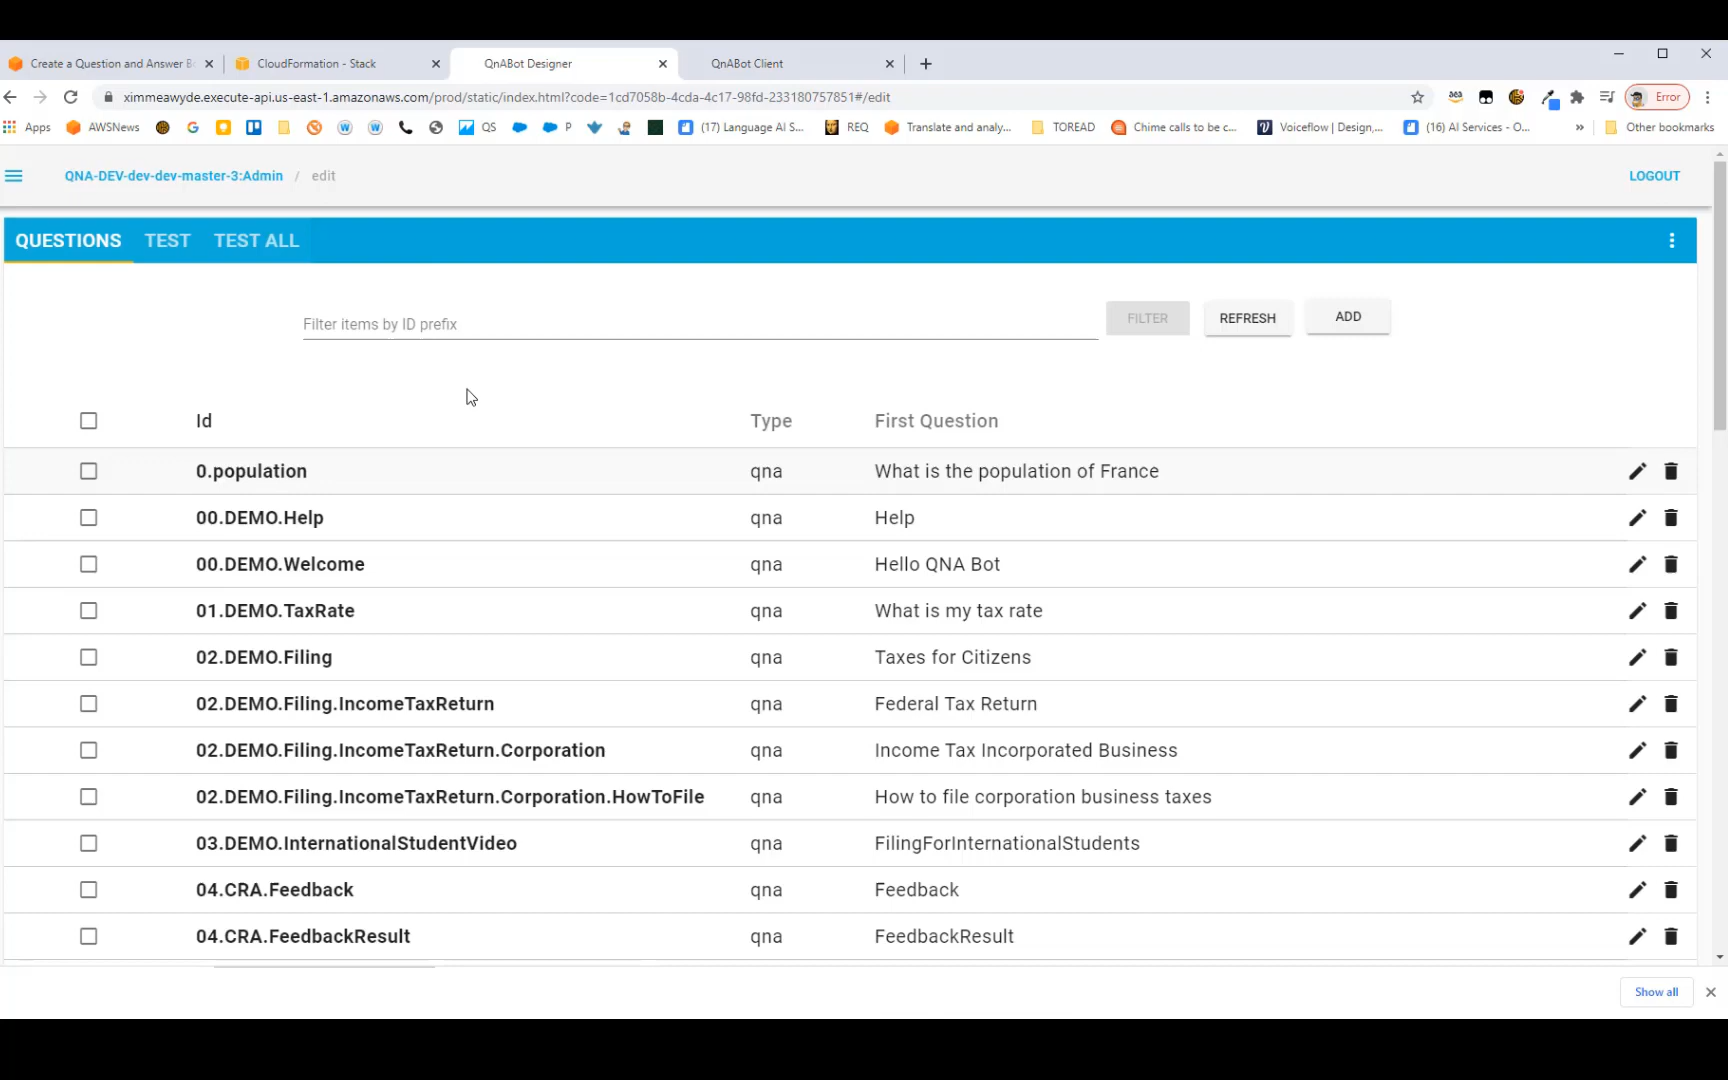 Create a Question and Answer B
CloudFormation - Stack
QnABot Designer
QnABot Client
ximmeawyde.execute-api.us-east-1.amazonaws.com/prod/static/index.html?code=1cd7058b-4cda-4c17-98fd-233180757851#/edit
Error
Apps
AWSNews
QS
P
(17) Language AI S...
REQ
Translate and analy...
TOREAD
Chime calls to be c...
Voiceflow | Design,...
(16) AI Services - O...
»
Other bookmarks
QNA-DEV-dev-dev-master-3:Admin / edit
LOGOUT
QUESTIONS TEST TEST ALL
Filter items by ID prefix
FILTER
REFRESH
ADD
Id Type First Question
0.population qna What is the population of France
00.DEMO.Help qna Help
00.DEMO.Welcome qna Hello QNA Bot
01.DEMO.TaxRate qna What is my tax rate
02.DEMO.Filing qna Taxes for Citizens
02.DEMO.Filing.IncomeTaxReturn qna Federal Tax Return
02.DEMO.Filing.IncomeTaxReturn.Corporation qna Income Tax Incorporated Business
02.DEMO.Filing.IncomeTaxReturn.Corporation.HowToFile qna How to file corporation business taxes
03.DEMO.InternationalStudentVideo qna FilingForInternationalStudents
04.CRA.Feedback qna Feedback
04.CRA.FeedbackResult qna FeedbackResult
Show all